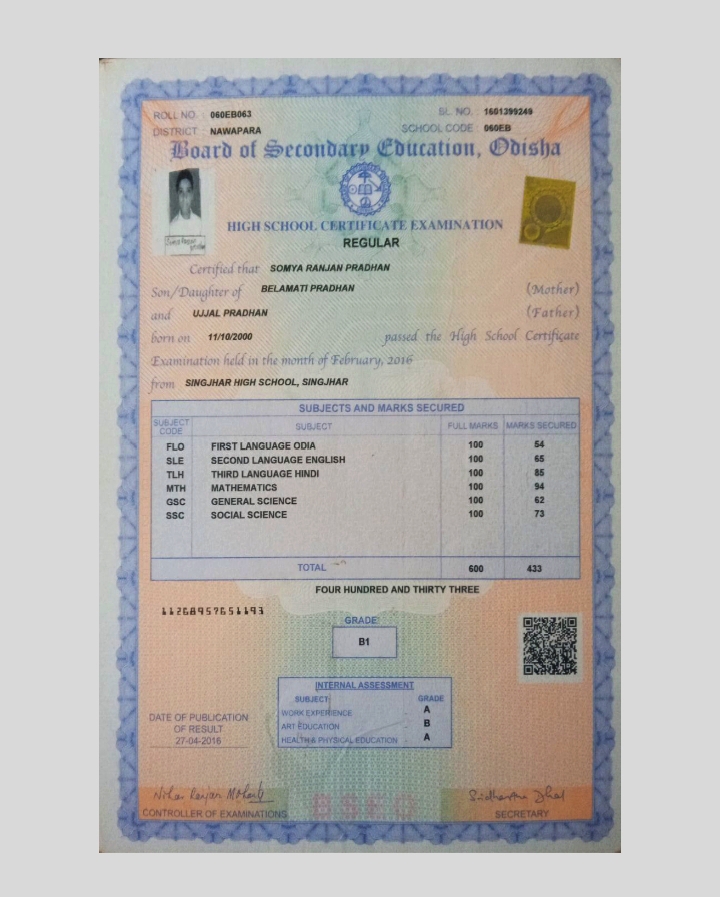 ROLL NO. : 060EB063 SL. NO. : 1601399249
DISTRICT : NAWAPARA SCHOOL CODE : 060EB
Board of Secondary Education, Odisha
HIGH SCHOOL CERTIFICATE EXAMINATION
REGULAR
Certified that SOMYA RANJAN PRADHAN
Son/Daughter of BELAMATI PRADHAN (Mother)
and UJJAL PRADHAN (Father)
born on 11/10/2000 passed the High School Certificate
Examination held in the month of February, 2016
from SINGJHAR HIGH SCHOOL, SINGJHAR
SUBJECTS AND MARKS SECURED
SUBJECT CODE SUBJECT FULL MARKS MARKS SECURED
FLO FIRST LANGUAGE ODIA 100 54
SLE SECOND LANGUAGE ENGLISH 100 65
TLH THIRD LANGUAGE HINDI 100 85
MTH MATHEMATICS 100 94
GSC GENERAL SCIENCE 100 62
SSC SOCIAL SCIENCE 100 73
TOTAL 600 433
FOUR HUNDRED AND THIRTY THREE
11268957651193
GRADE
B1
INTERNAL ASSESSMENT
SUBJECT GRADE
WORK EXPERIENCE A
ART EDUCATION B
HEALTH & PHYSICAL EDUCATION - A
DATE OF PUBLICATION
OF RESULT
27-04-2016
BSEO
CONTROLLER OF EXAMINATIONS SECRETARY